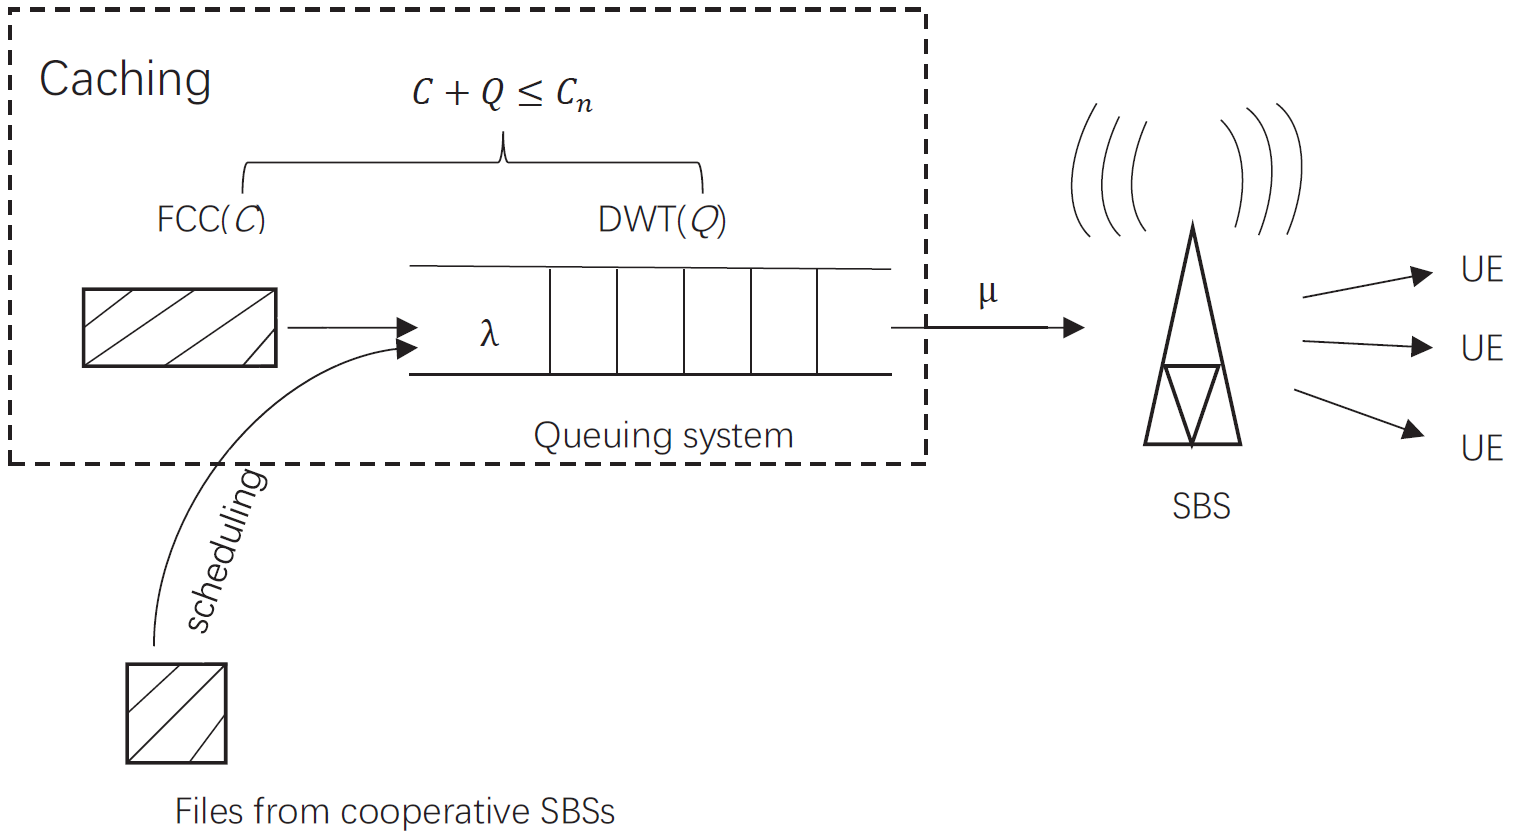 Caching
C + Q ≤ Cₙ
FCC(C)
DWT(Q)
λ
μ
Queuing system
scheduling
UE
UE
UE
SBS
Files from cooperative SBSs